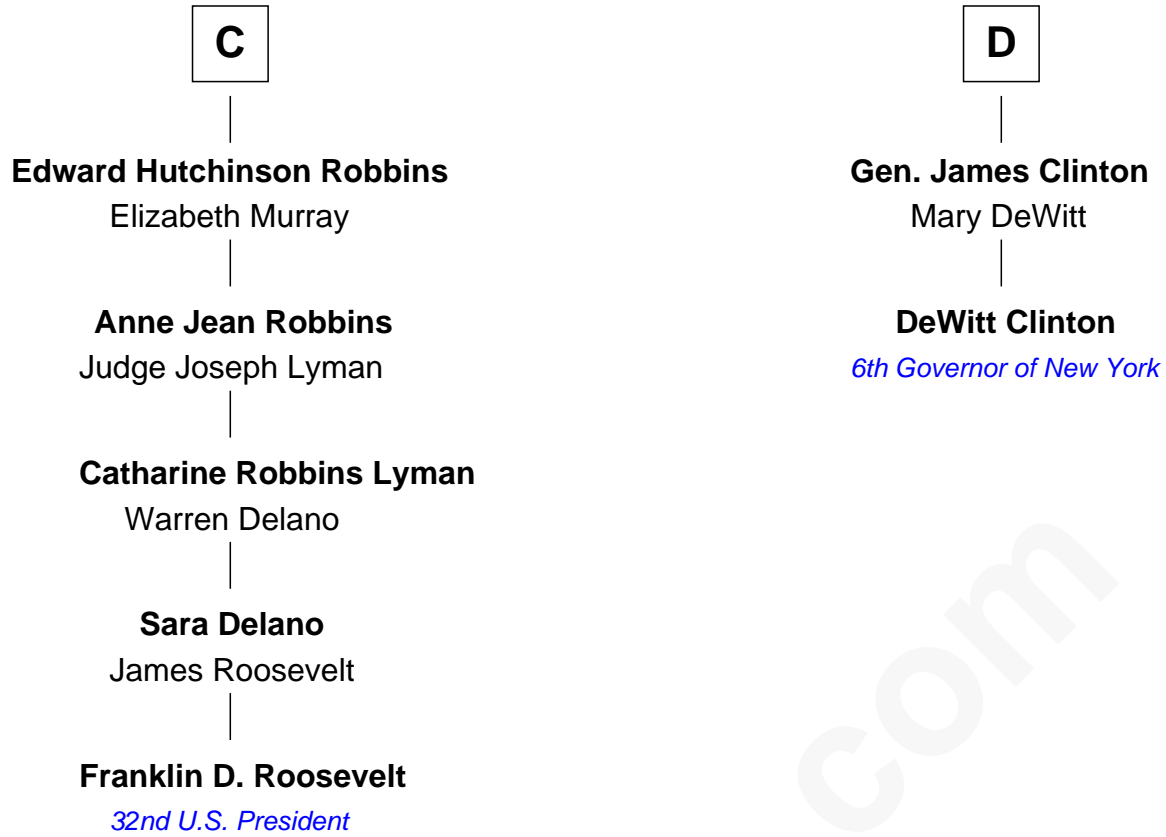 C
Edward Hutchinson Robbins
Elizabeth Murray
Anne Jean Robbins
Judge Joseph Lyman
Catharine Robbins Lyman
Warren Delano
Sara Delano
James Roosevelt
Franklin D. Roosevelt
32nd U.S. President
D
Gen. James Clinton
Mary DeWitt
DeWitt Clinton
6th Governor of New York
com